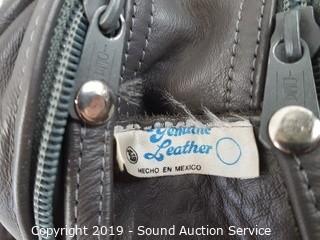 Genuine
Leather
HECHO EN MEXICO
Copyright 2019 - Sound Auction Service